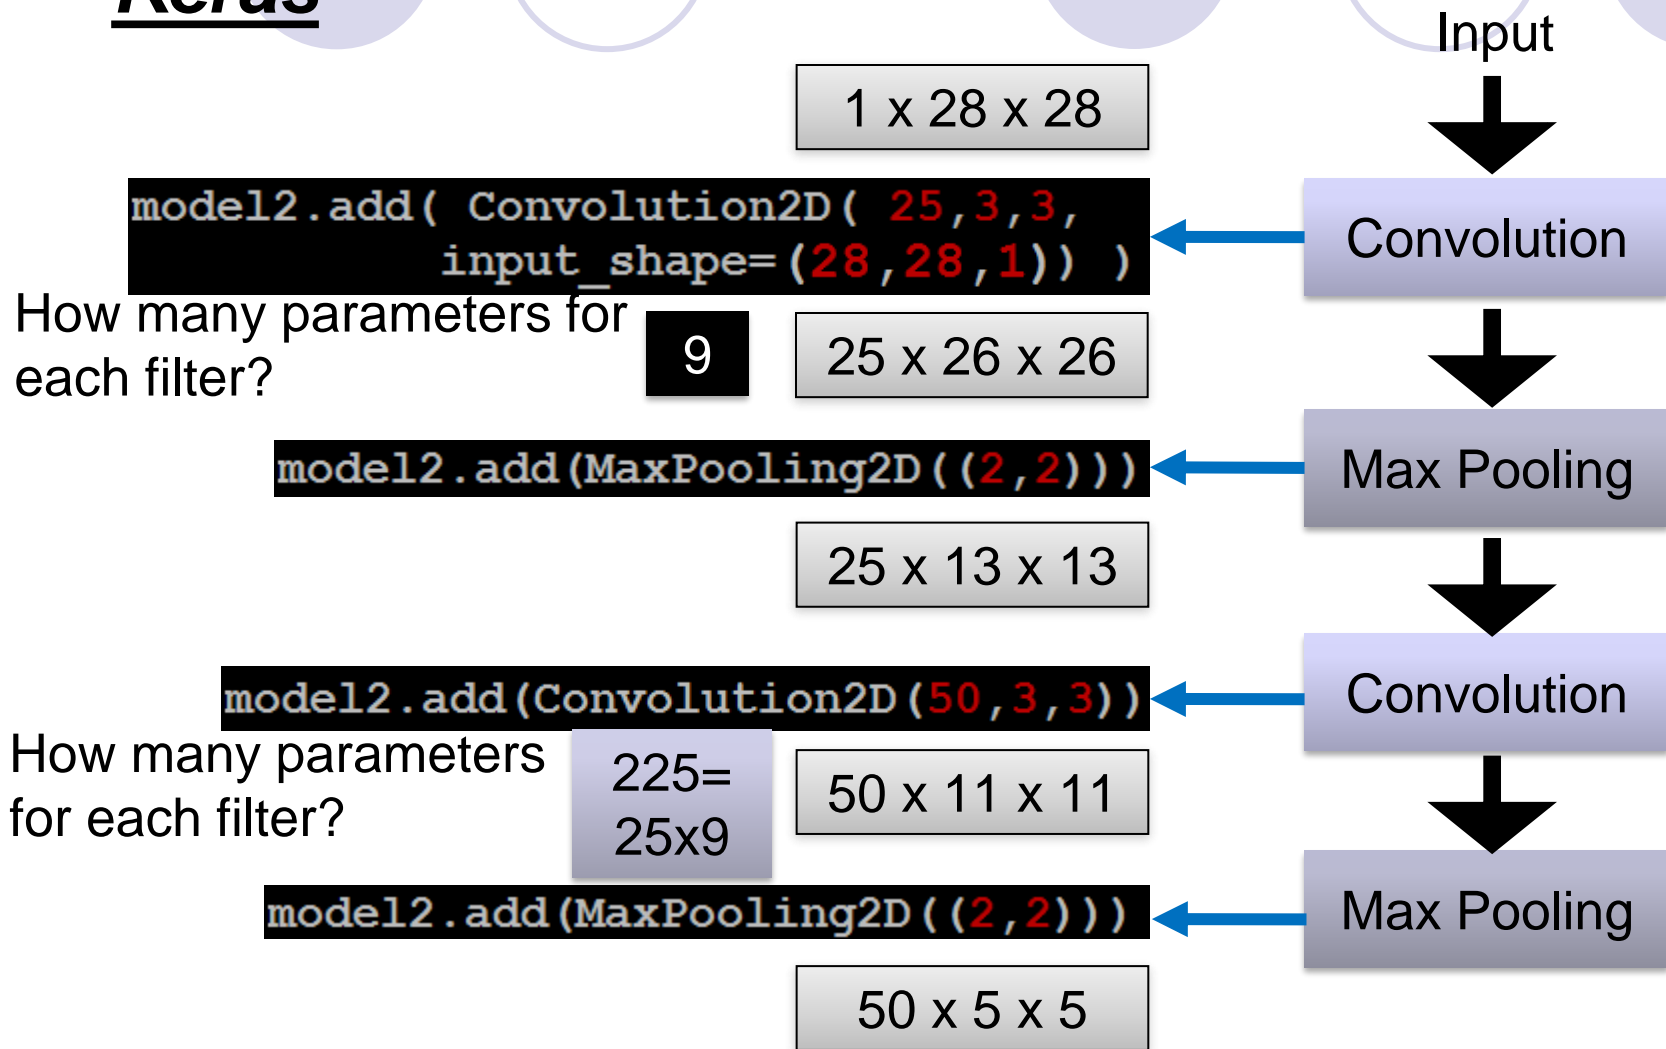 Keras
Input
1 x 28 x 28
model2.add( Convolution2D( 25,3,3,
input_shape=(28,28,1)) )
Convolution
How many parameters for
each filter?
9
25 x 26 x 26
model2.add(MaxPooling2D((2,2)))
Max Pooling
25 x 13 x 13
model2.add(Convolution2D(50,3,3))
Convolution
How many parameters
for each filter?
225=
25x9
50 x 11 x 11
model2.add(MaxPooling2D((2,2)))
Max Pooling
50 x 5 x 5